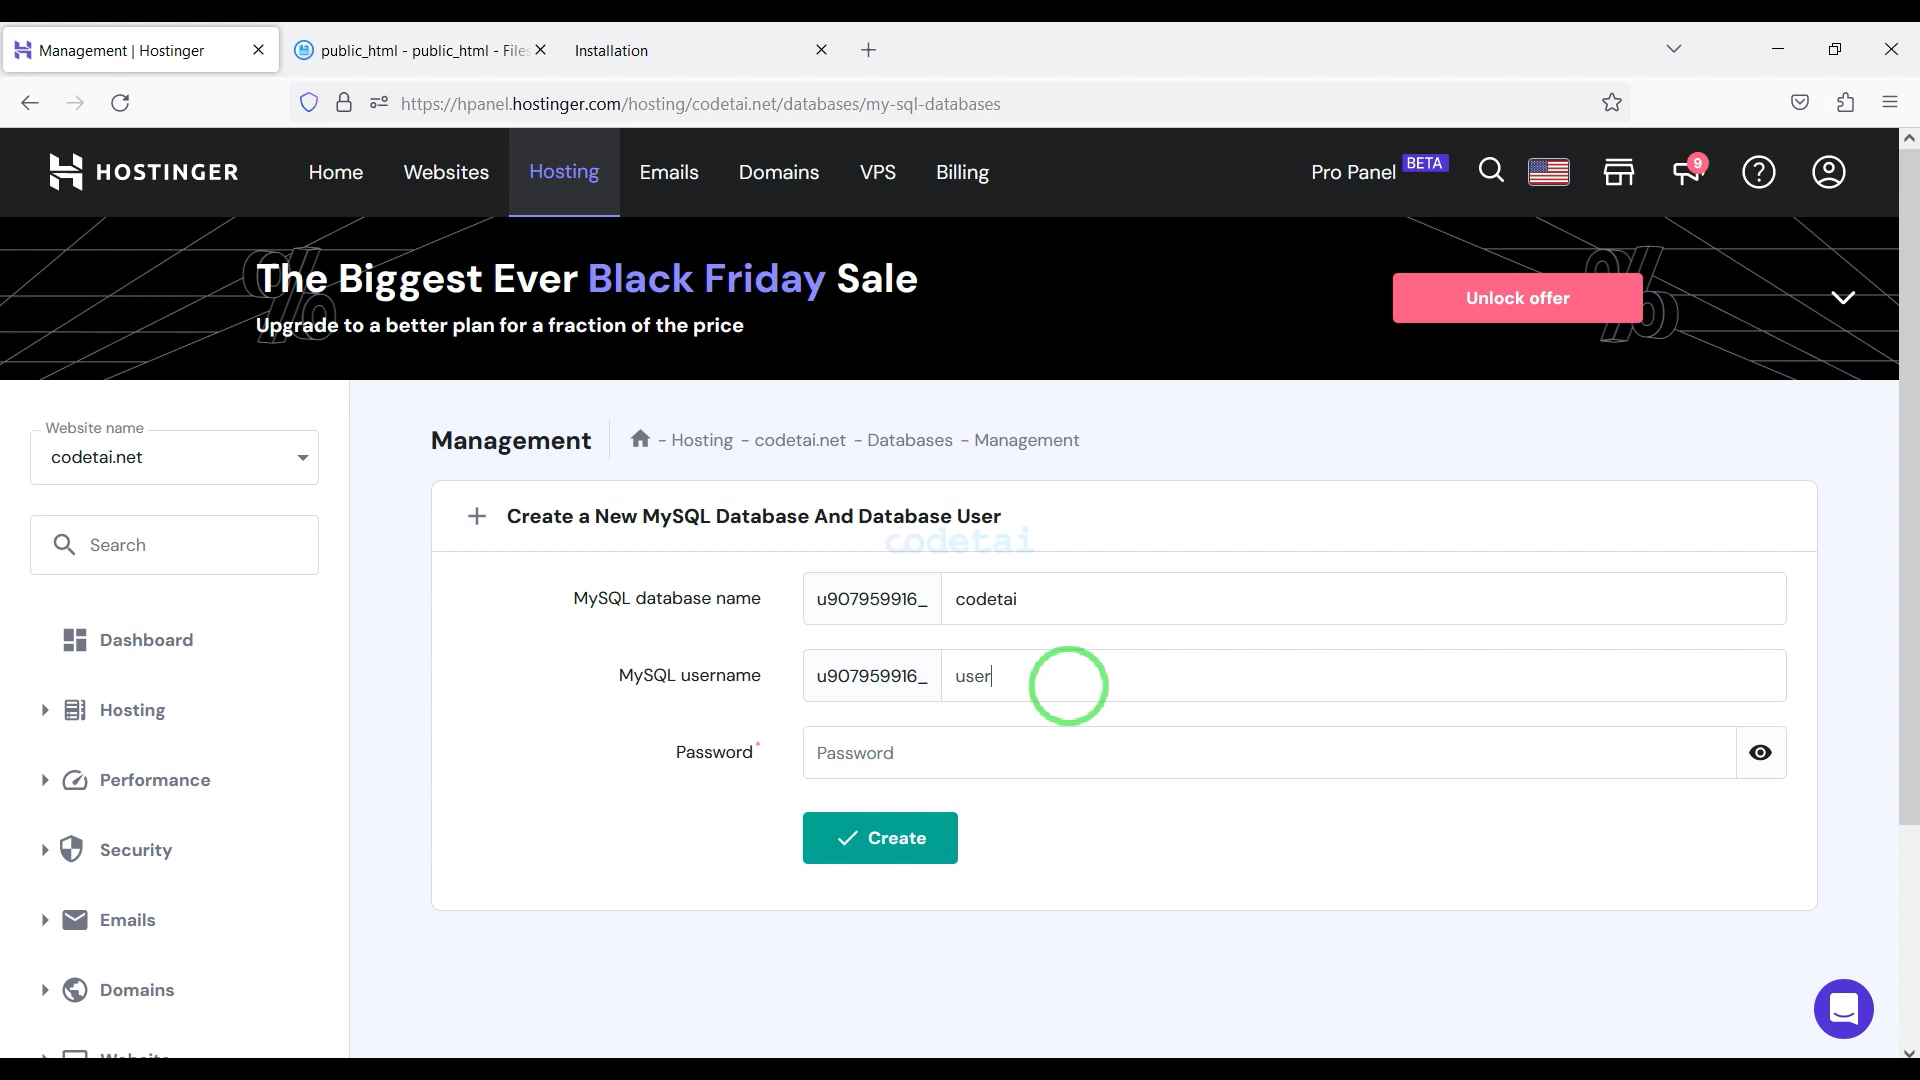 Management | Hostinger
public_html - public_html - Files
Installation
https://hpanel.hostinger.com/hosting/codetai.net/databases/my-sql-databases
HOSTINGER
Home
Websites
Hosting
Emails
Domains
VPS
Billing
Pro Panel
BETA
9
The Biggest Ever Black Friday Sale
Upgrade to a better plan for a fraction of the price
Unlock offer
Website name
codetai.net
Search
Dashboard
Hosting
Performance
Security
Emails
Domains
Website
Management
- Hosting - codetai.net - Databases - Management
Create a New MySQL Database And Database User
codetai
MySQL database name
u907959916_
codetai
MySQL username
u907959916_
user
Password*
Password
Create